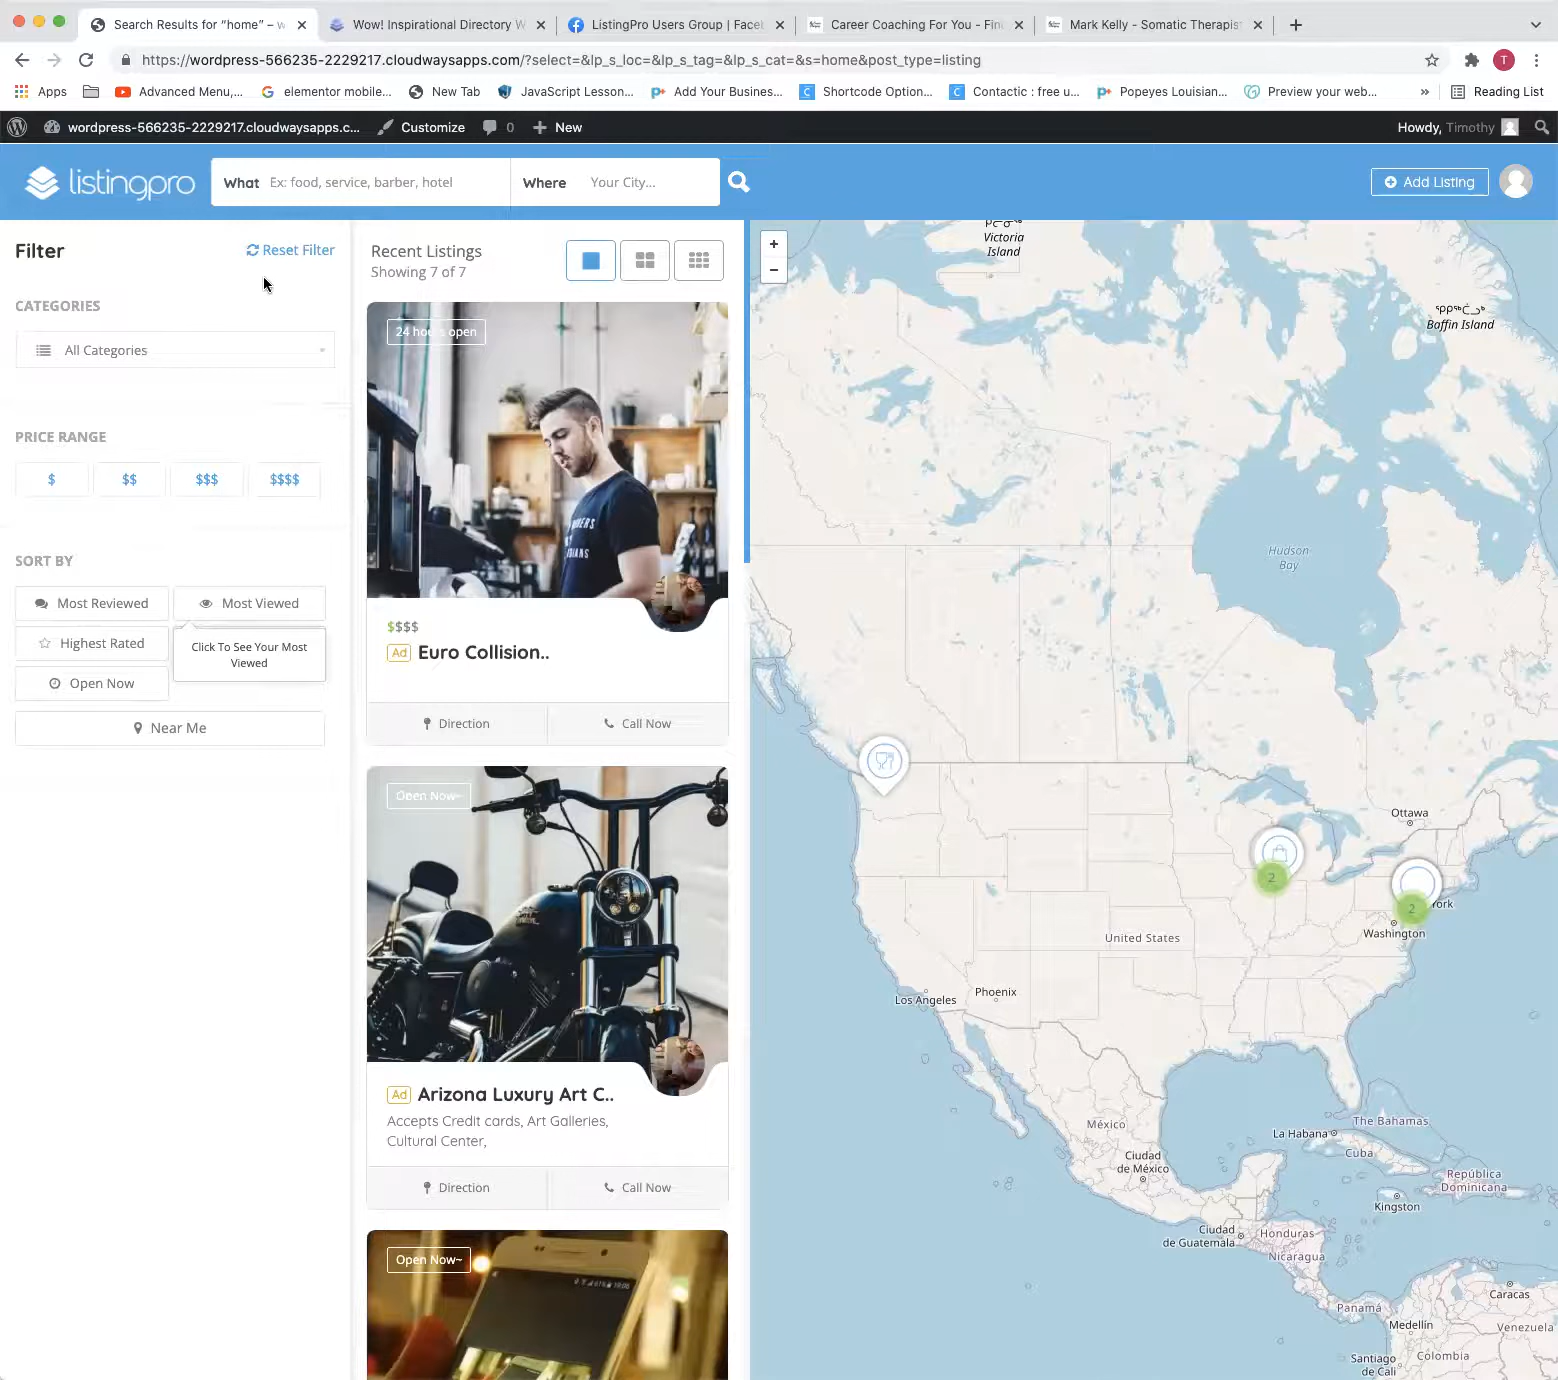 Search Results for “home” – w
Wow! Inspirational Directory W
ListingPro Users Group | Faceb
Career Coaching For You - Fin
Mark Kelly - Somatic Therapist
https://wordpress-566235-2229217.cloudwaysapps.com/?select=&lp_s_loc=&lp_s_tag=&lp_s_cat=&s=home&post_type=listing
T
Apps
Advanced Menu,...
elementor mobile...
New Tab
JavaScript Lesson...
Add Your Busines...
Shortcode Option...
Contactic : free u...
Popeyes Louisian...
Preview your web...
»
Reading List
wordpress-566235-2229217.cloudwaysapps.c...
Customize
0
New
Howdy, Timothy
listingpro
What Ex: food, service, barber, hotel
Where Your City...
Add Listing
Filter
Reset Filter
CATEGORIES
All Categories
PRICE RANGE
$
$$
$$$
$$$$
SORT BY
Most Reviewed
Most Viewed
Highest Rated
Click To See Your Most
Viewed
Open Now
Near Me
Recent Listings
Showing 7 of 7
24 hours open
$$$$
Ad Euro Collision..
Direction
Call Now
Open Now~
Ad Arizona Luxury Art C..
Accepts Credit cards, Art Galleries,
Cultural Center,
Direction
Call Now
Open Now~
+
−
Victoria
Island
Baffin Island
Hudson
Bay
Ottawa
2
2
York
Washington
United States
Los Angeles
Phoenix
México
Ciudad
de México
La Habana
The Bahamas
Cuba
República
Dominicana
Kingston
Ciudad
de Guatemala
Honduras
Nicaragua
Caracas
Panamá
Medellín
Venezuela
Santiago
de Cali
Colombia